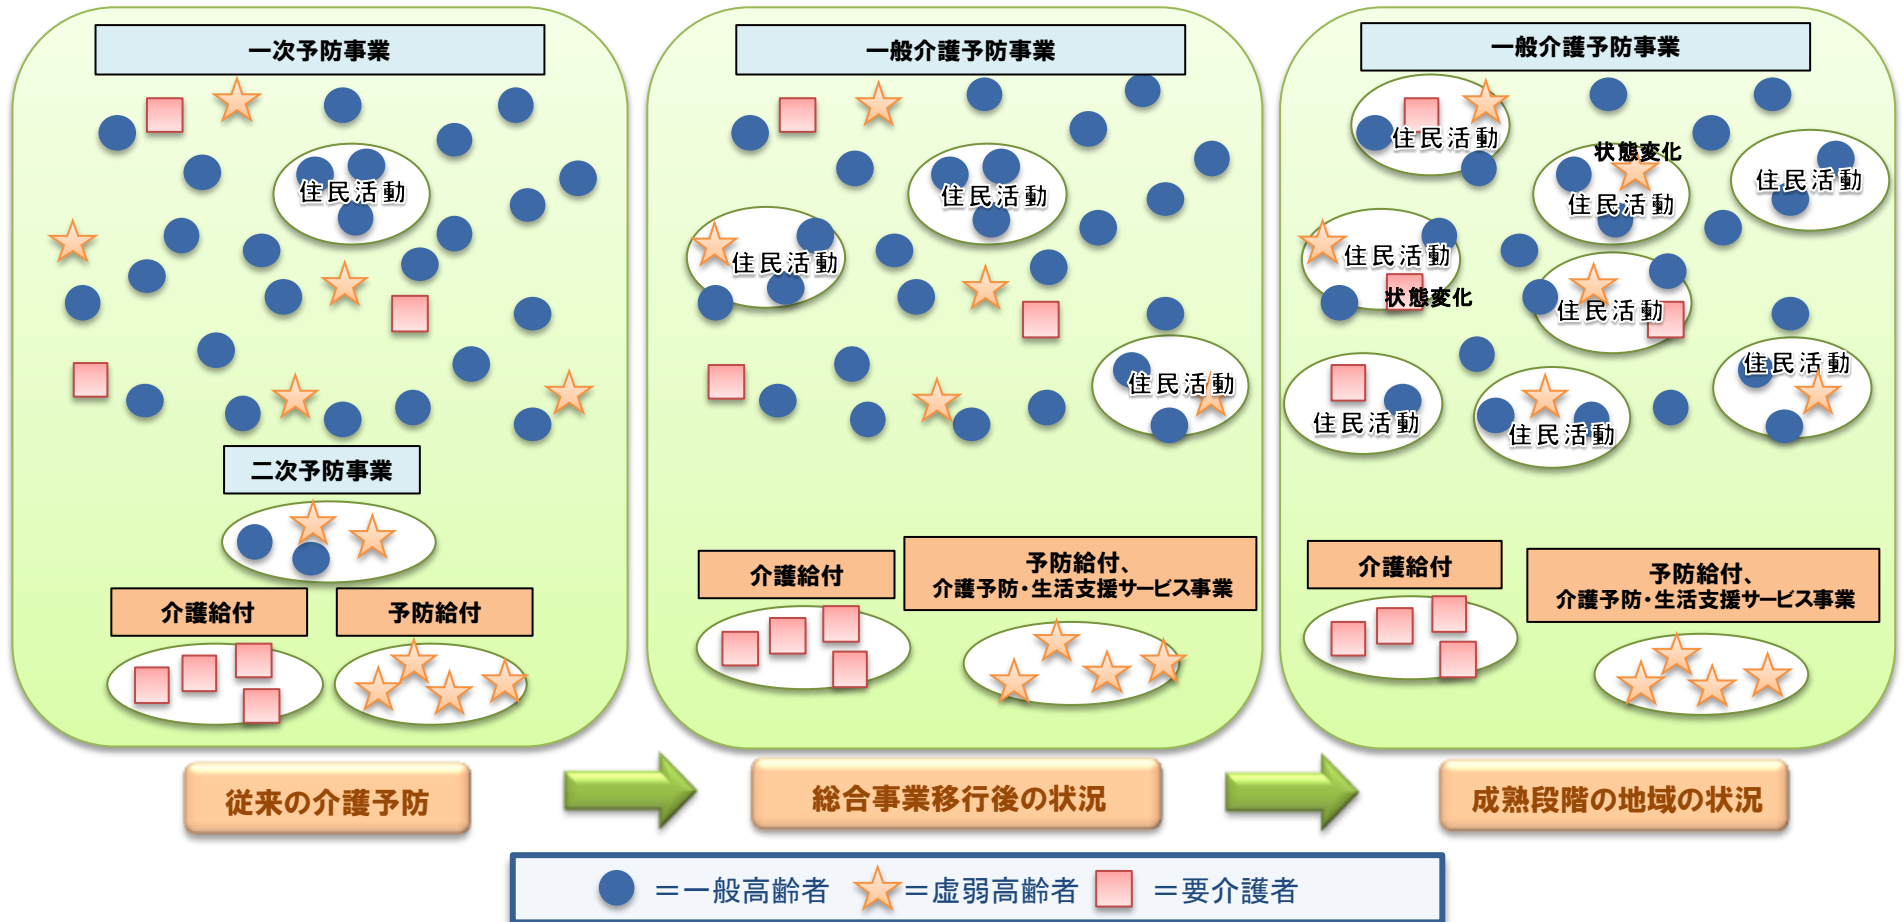 一次予防事業
住民活動
二次予防事業
介護給付
予防給付
従来の介護予防
一般介護予防事業
住民活動
住民活動
住民活動
介護給付
予防給付、
介護予防・生活支援サービス事業
総合事業移行後の状況
一般介護予防事業
住民活動
状態変化
住民活動
住民活動
住民活動
状態変化
住民活動
住民活動
住民活動
住民活動
介護給付
予防給付、
介護予防・生活支援サービス事業
成熟段階の地域の状況
＝一般高齢者 ＝虚弱高齢者 ＝要介護者